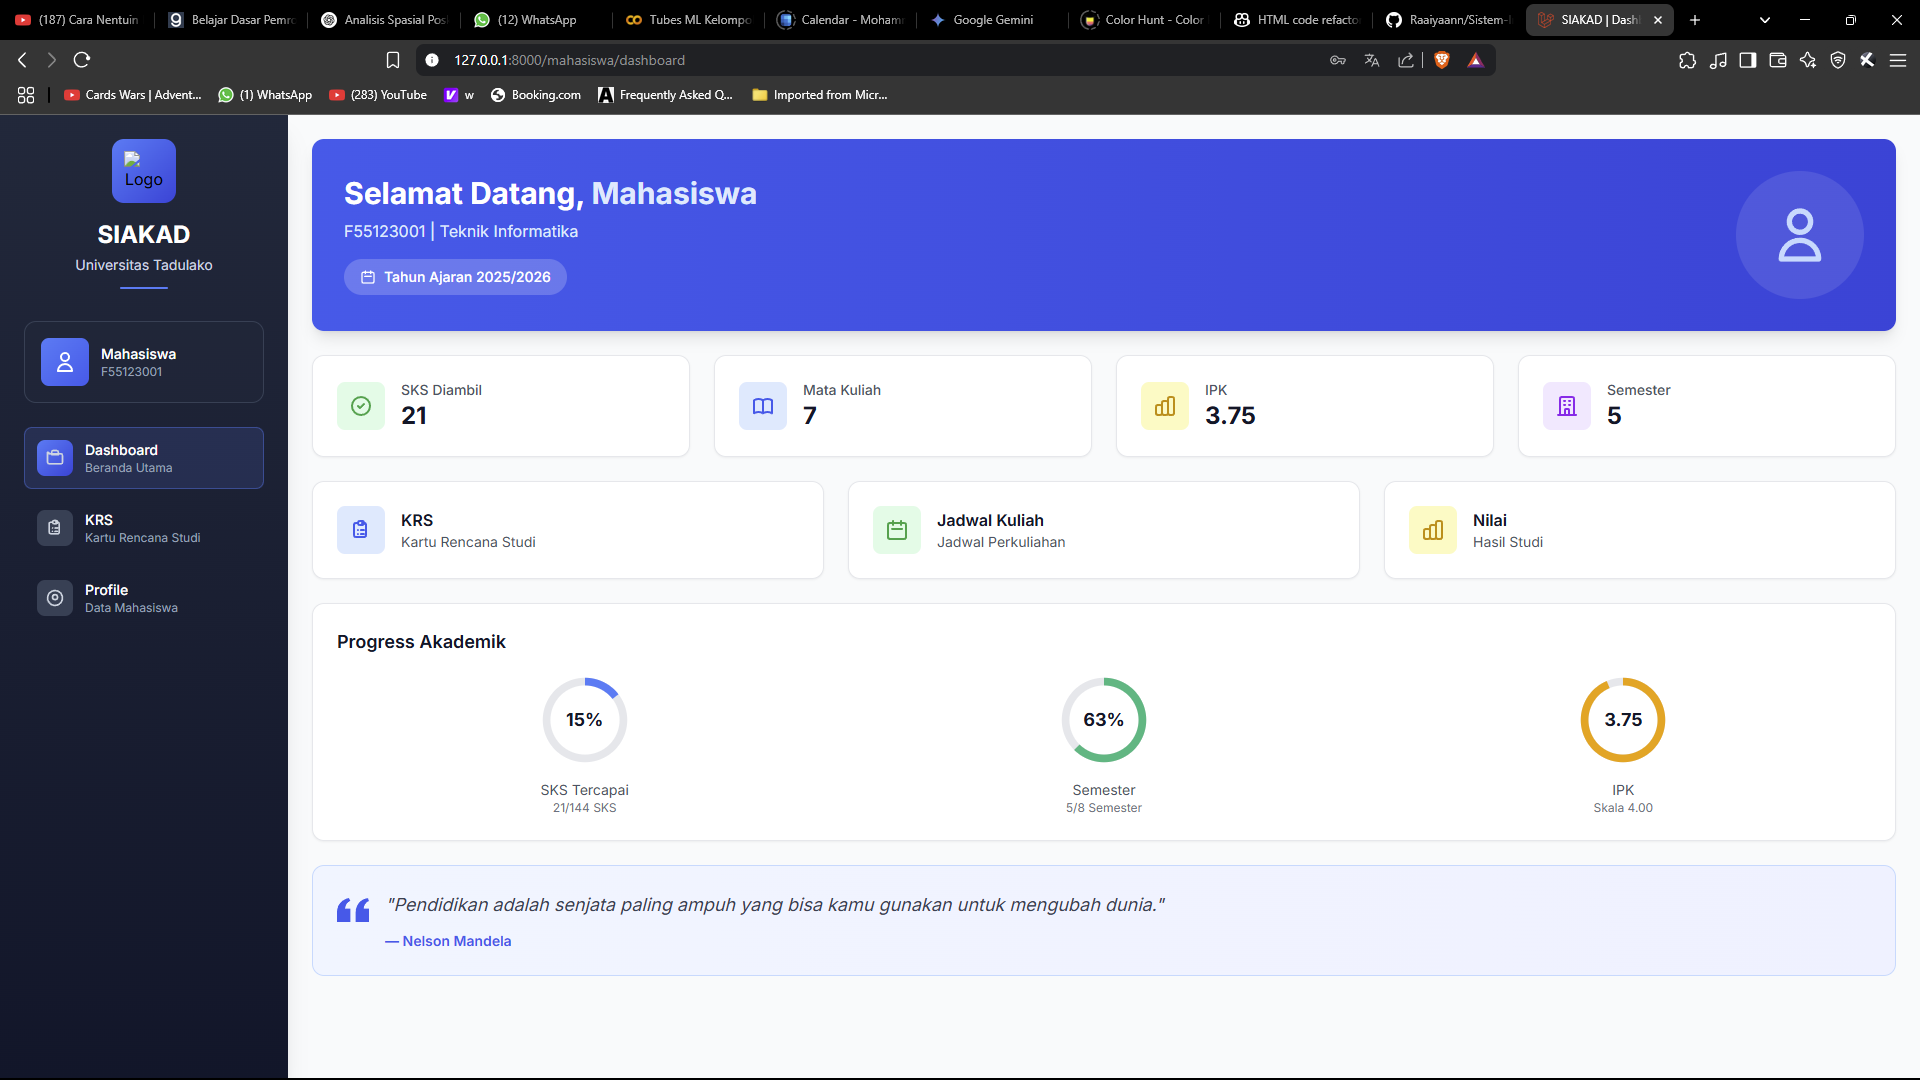 (187) Cara Nentuin
Belajar Dasar Pemro
Analisis Spasial Pos
(12) WhatsApp
Tubes ML Kelompo
Calendar - Moham
Google Gemini
Color Hunt - Color
HTML code refacto
Raaiyaann/Sistem-I
SIAKAD | Dash
127.0.0.1:8000/mahasiswa/dashboard
Cards Wars | Advent...
(1) WhatsApp
(283) YouTube
w
Booking.com
Frequently Asked Q...
Imported from Micr...
Logo
SIAKAD
Universitas Tadulako
Mahasiswa
F55123001
Dashboard
Beranda Utama
KRS
Kartu Rencana Studi
Profile
Data Mahasiswa
Selamat Datang, Mahasiswa
F55123001 | Teknik Informatika
Tahun Ajaran 2025/2026
SKS Diambil
21
Mata Kuliah
7
IPK
3.75
Semester
5
KRS
Kartu Rencana Studi
Jadwal Kuliah
Jadwal Perkuliahan
Nilai
Hasil Studi
Progress Akademik
15%
SKS Tercapai
21/144 SKS
63%
Semester
5/8 Semester
3.75
IPK
Skala 4.00
"Pendidikan adalah senjata paling ampuh yang bisa kamu gunakan untuk mengubah dunia."
— Nelson Mandela